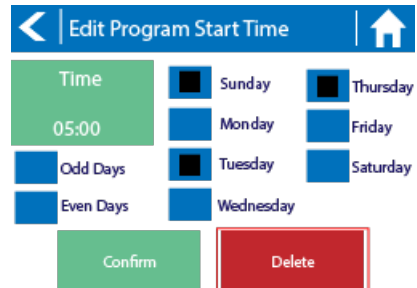 Edit Program Start Time
Time
05:00
Odd Days
Even Days
Sunday
Monday
Tuesday
Wednesday
Thursday
Friday
Saturday
Confirm
Delete